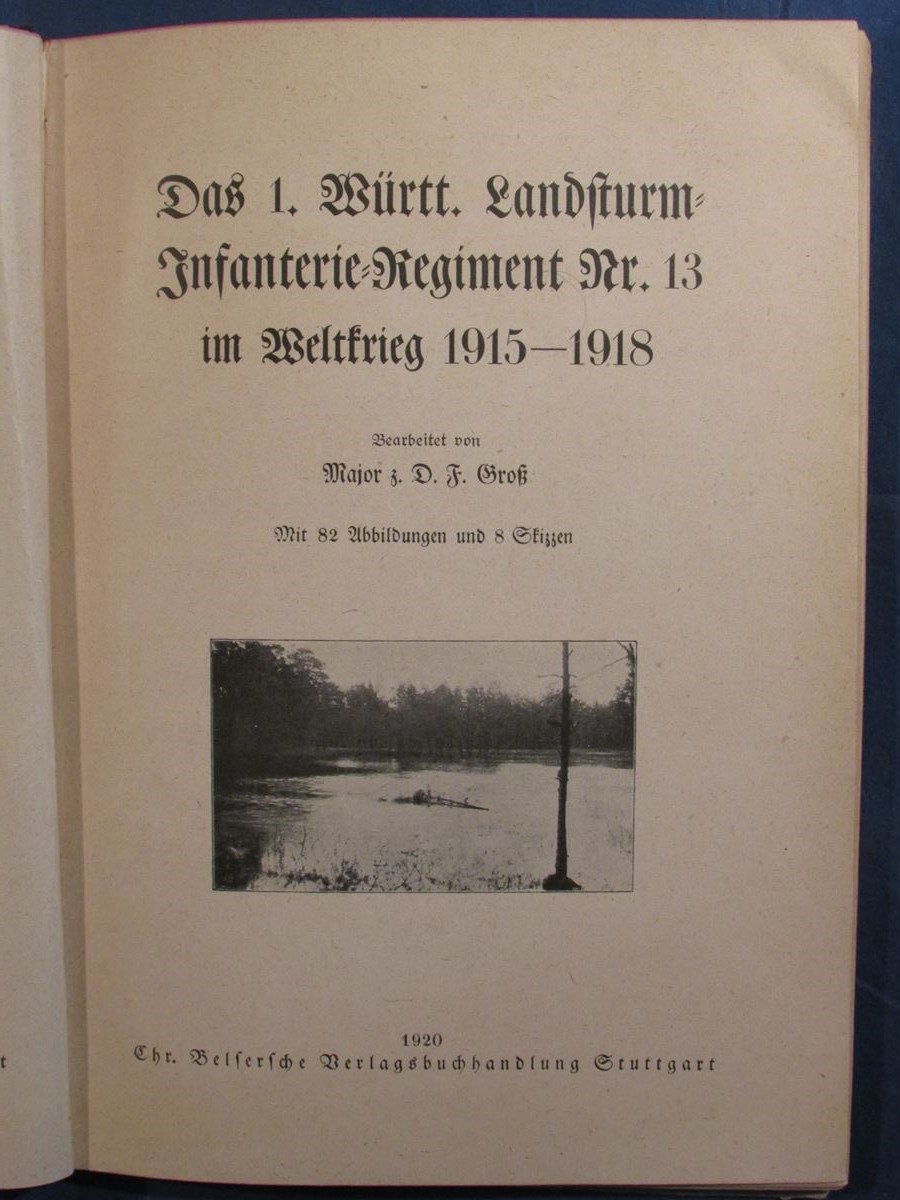 Das 1. Württ. Landsturm-
Infanterie-Regiment Nr. 13
im Weltkrieg 1915—1918
Bearbeitet von
Major z. D. F. Groß
Mit 82 Abbildungen und 8 Skizzen
1920
Chr. Belsersche Verlagsbuchhandlung Stuttgart
t